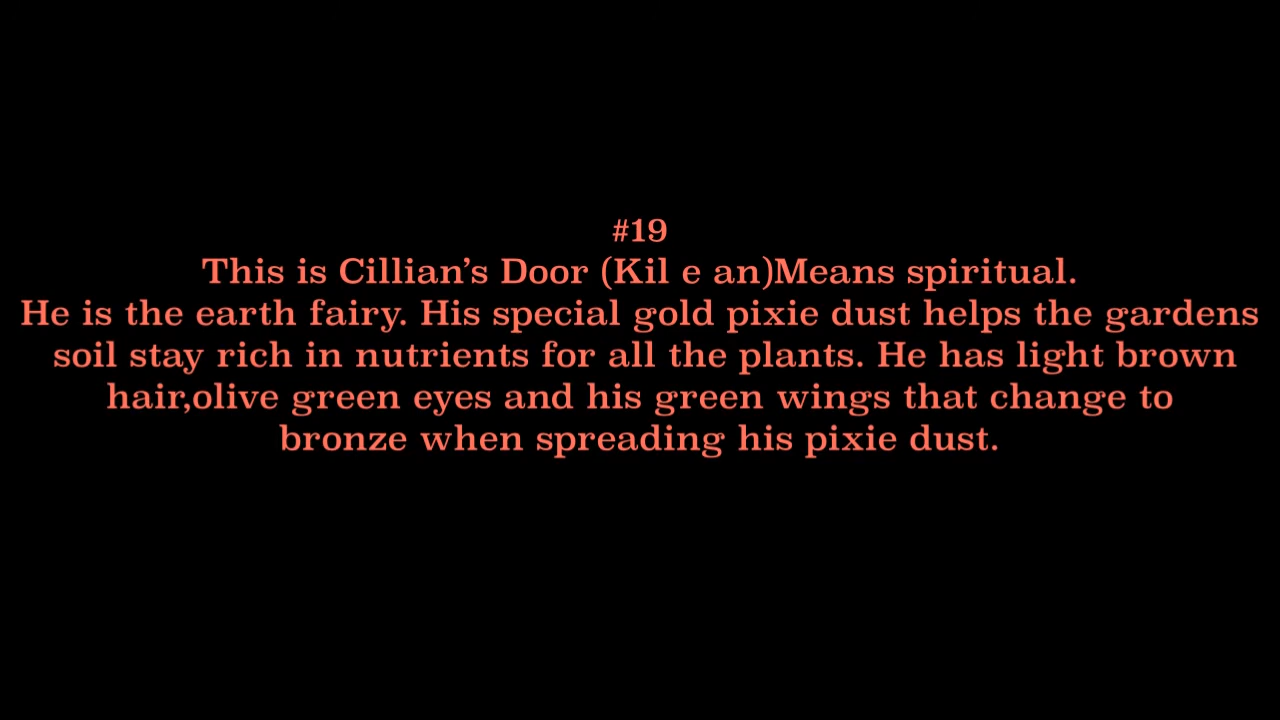 #19
This is Cillian’s Door (Kil e an)Means spiritual.
He is the earth fairy. His special gold pixie dust helps the gardens
soil stay rich in nutrients for all the plants. He has light brown
hair,olive green eyes and his green wings that change to
bronze when spreading his pixie dust.